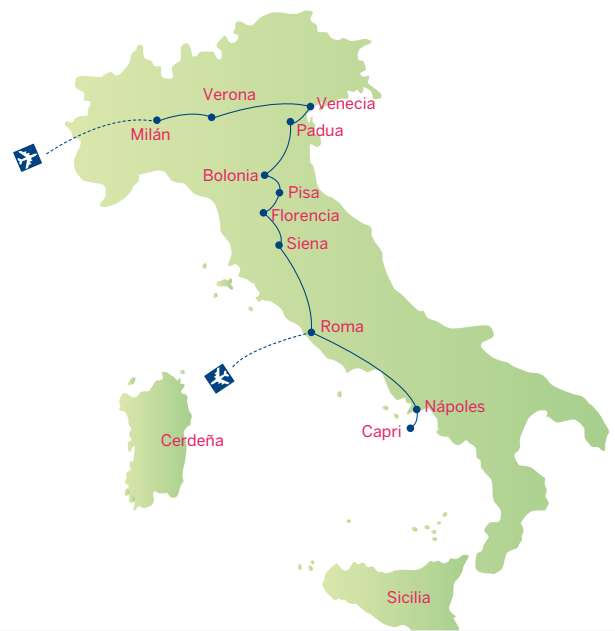 Verona
Venecia
Milán
Padua
Bolonia
Pisa
Florencia
Siena
Roma
Nápoles
Capri
Cerdeña
Sicilia